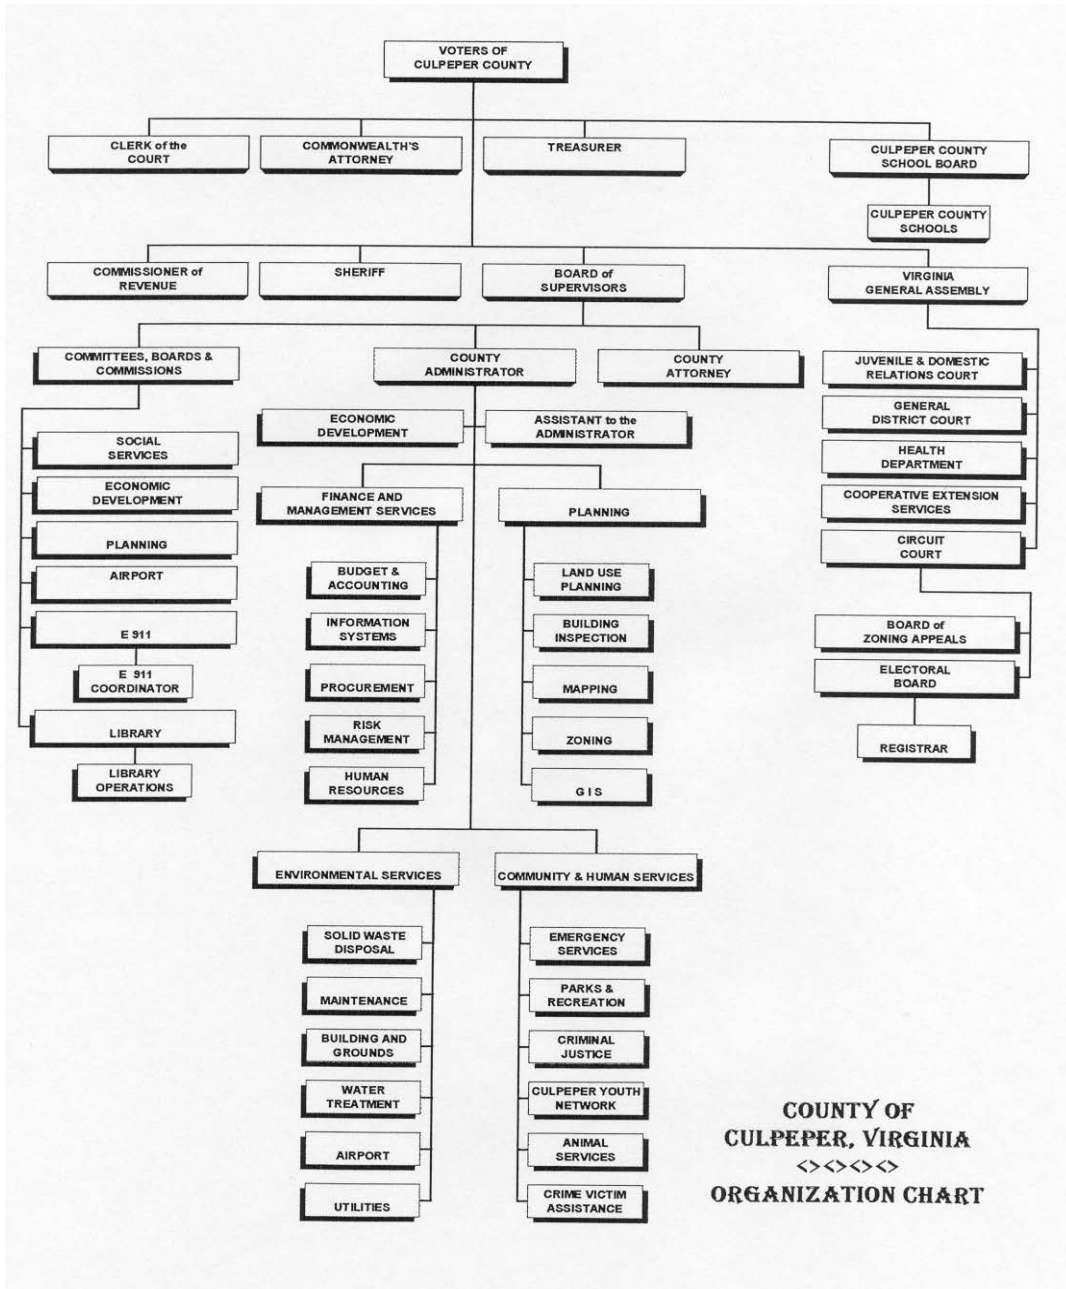 VOTERS OF
CULPEPER COUNTY
CLERK of the
COURT
COMMONWEALTH'S
ATTORNEY
TREASURER
CULPEPER COUNTY
SCHOOL BOARD
CULPEPER COUNTY
SCHOOLS
COMMISSIONER of
REVENUE
SHERIFF
BOARD of
SUPERVISORS
VIRGINIA
GENERAL ASSEMBLY
COMMITTEES, BOARDS &
COMMISSIONS
COUNTY
ADMINISTRATOR
COUNTY
ATTORNEY
JUVENILE & DOMESTIC
RELATIONS COURT
GENERAL
DISTRICT COURT
HEALTH
DEPARTMENT
COOPERATIVE EXTENSION
SERVICES
CIRCUIT
COURT
BOARD of
ZONING APPEALS
ELECTORAL
BOARD
REGISTRAR
ECONOMIC
DEVELOPMENT
ASSISTANT to the
ADMINISTRATOR
SOCIAL
SERVICES
ECONOMIC
DEVELOPMENT
PLANNING
AIRPORT
E 911
E 911
COORDINATOR
LIBRARY
LIBRARY
OPERATIONS
FINANCE AND
MANAGEMENT SERVICES
BUDGET &
ACCOUNTING
INFORMATION
SYSTEMS
PROCUREMENT
RISK
MANAGEMENT
HUMAN
RESOURCES
PLANNING
LAND USE
PLANNING
BUILDING
INSPECTION
MAPPING
ZONING
G I S
ENVIRONMENTAL SERVICES
SOLID WASTE
DISPOSAL
MAINTENANCE
BUILDING AND
GROUNDS
WATER
TREATMENT
AIRPORT
UTILITIES
COMMUNITY & HUMAN SERVICES
EMERGENCY
SERVICES
PARKS &
RECREATION
CRIMINAL
JUSTICE
CULPEPER YOUTH
NETWORK
ANIMAL
SERVICES
CRIME VICTIM
ASSISTANCE
COUNTY OF
CULPEPER, VIRGINIA
<><><><>
ORGANIZATION CHART